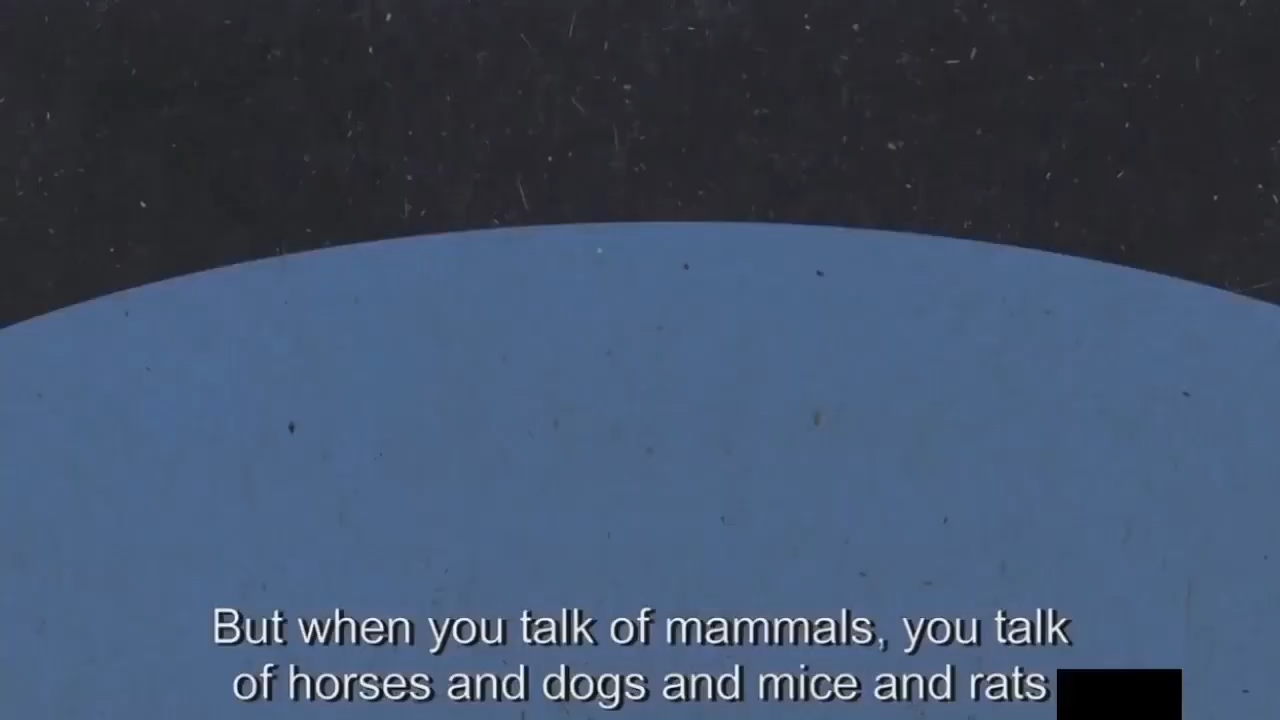 But when you talk of mammals, you talk
of horses and dogs and mice and rats